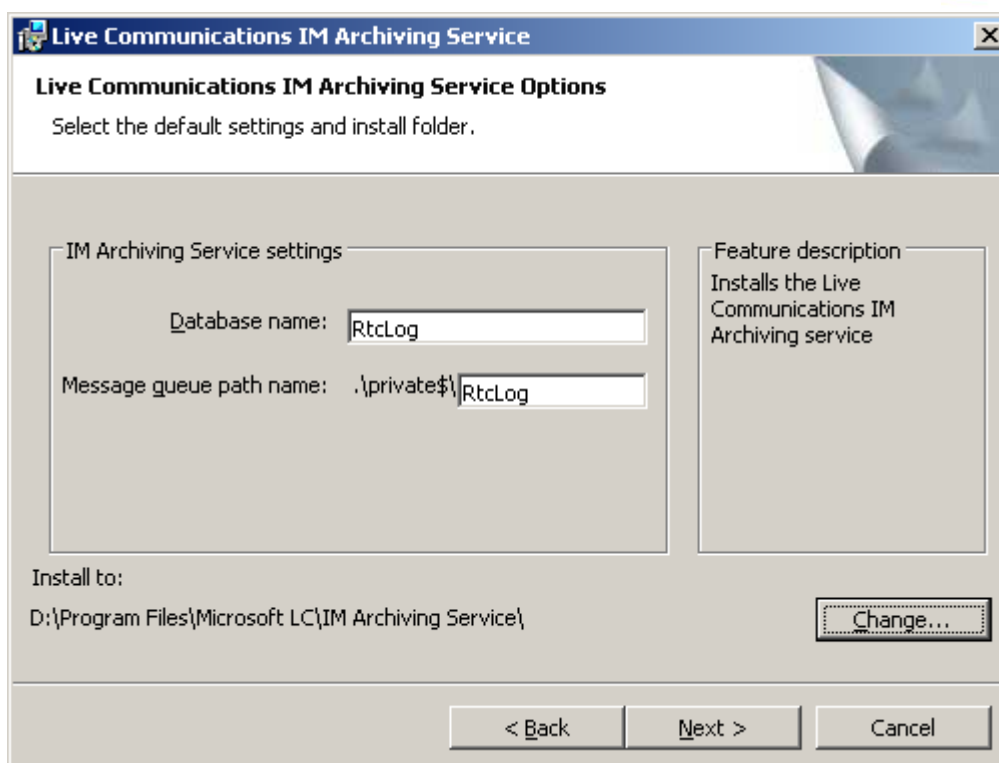 Live Communications IM Archiving Service
Live Communications IM Archiving Service Options
Select the default settings and install folder.
IM Archiving Service settings
Database name: RtcLog
Message queue path name: .\private$\ RtcLog
Feature description
Installs the Live
Communications IM
Archiving service
Install to:
D:\Program Files\Microsoft LC\IM Archiving Service\
Change...
< Back
Next >
Cancel